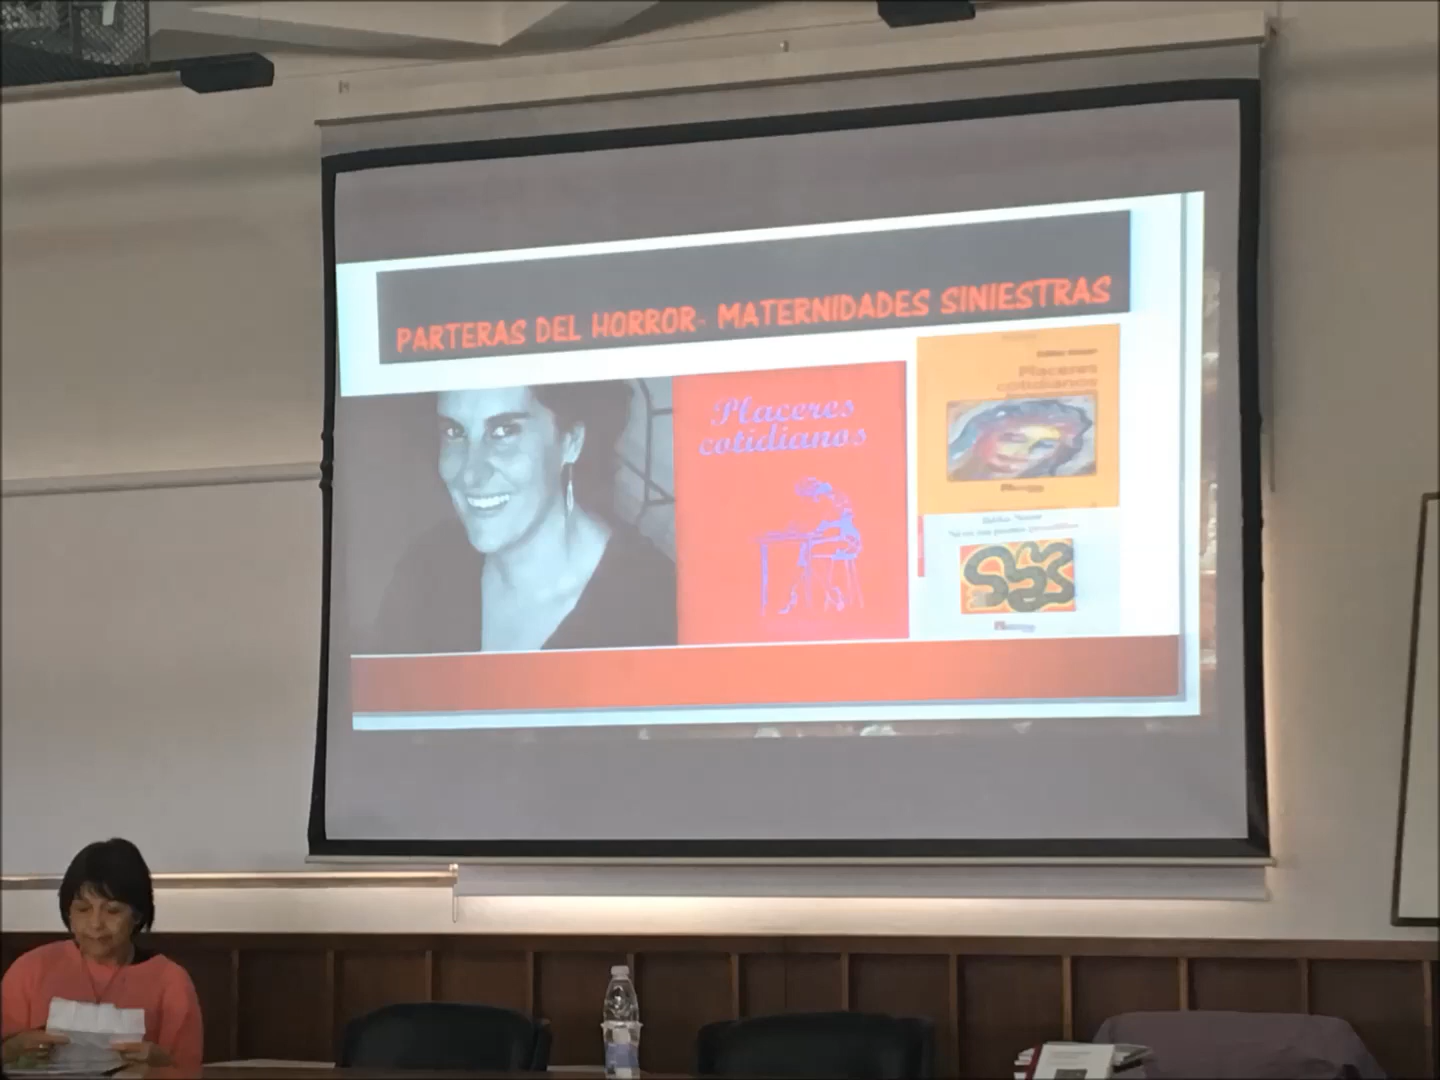 PARTERAS DEL HORROR- MATERNIDADES SINIESTRAS
Placeres
cotidianos
Placeres
cotidianos